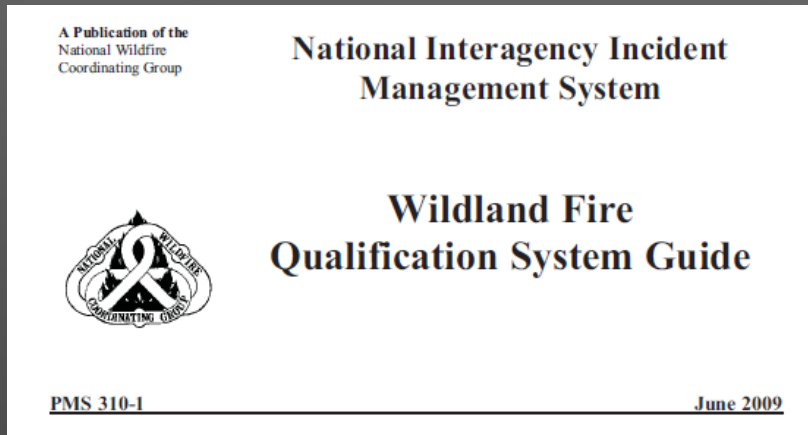 A Publication of the
National Wildfire
Coordinating Group
National Interagency Incident
Management System
Wildland Fire
Qualification System Guide
NATIONAL WILDFIRE
COORDINATING GROUP
PMS 310-1
June 2009